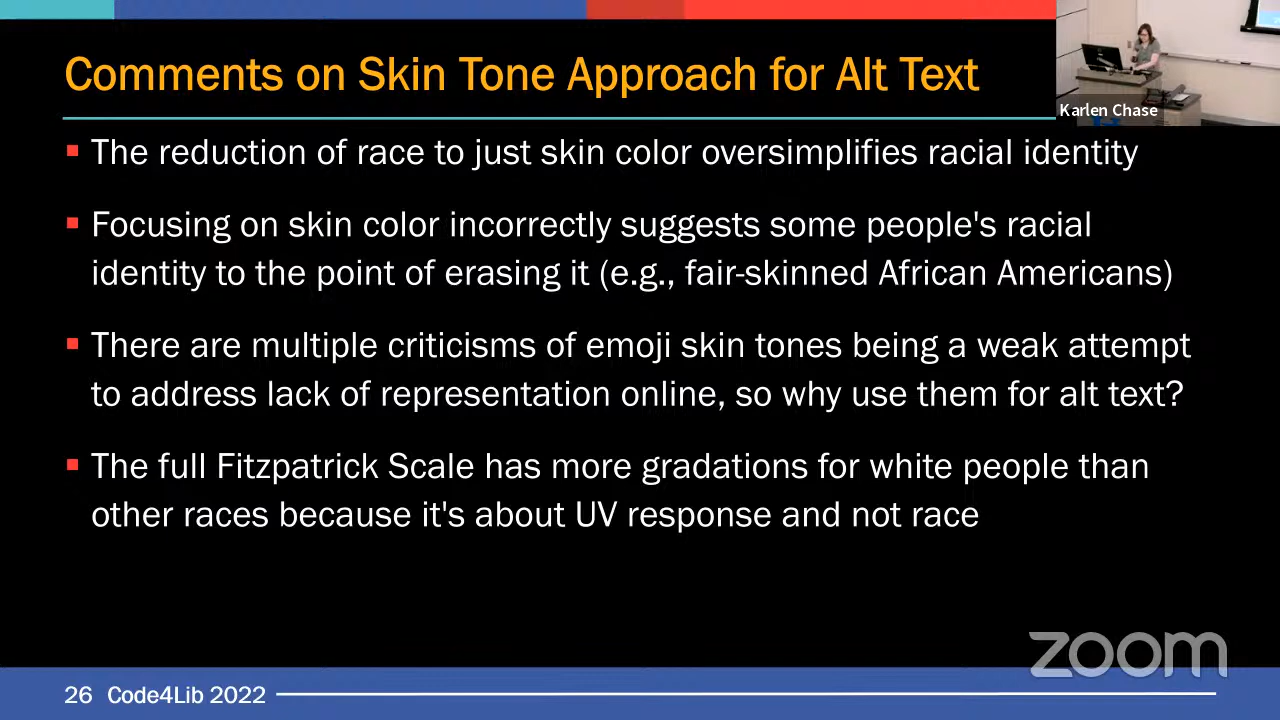 Comments on Skin Tone Approach for Alt Text
Karlen Chase
▪ The reduction of race to just skin color oversimplifies racial identity
▪ Focusing on skin color incorrectly suggests some people's racial
identity to the point of erasing it (e.g., fair-skinned African Americans)
▪ There are multiple criticisms of emoji skin tones being a weak attempt
to address lack of representation online, so why use them for alt text?
▪ The full Fitzpatrick Scale has more gradations for white people than
other races because it's about UV response and not race
zoom
26 Code4Lib 2022